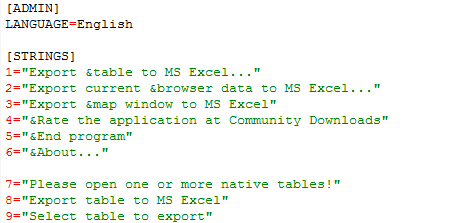 [ADMIN]
LANGUAGE=English
[STRINGS]
1="Export &table to MS Excel..."
2="Export current &browser data to MS Excel..."
3="Export &map window to MS Excel"
4="&Rate the application at Community Downloads"
5="&End program"
6="&About..."
7="Please open one or more native tables!"
8="Export table to MS Excel"
9="Select table to export"